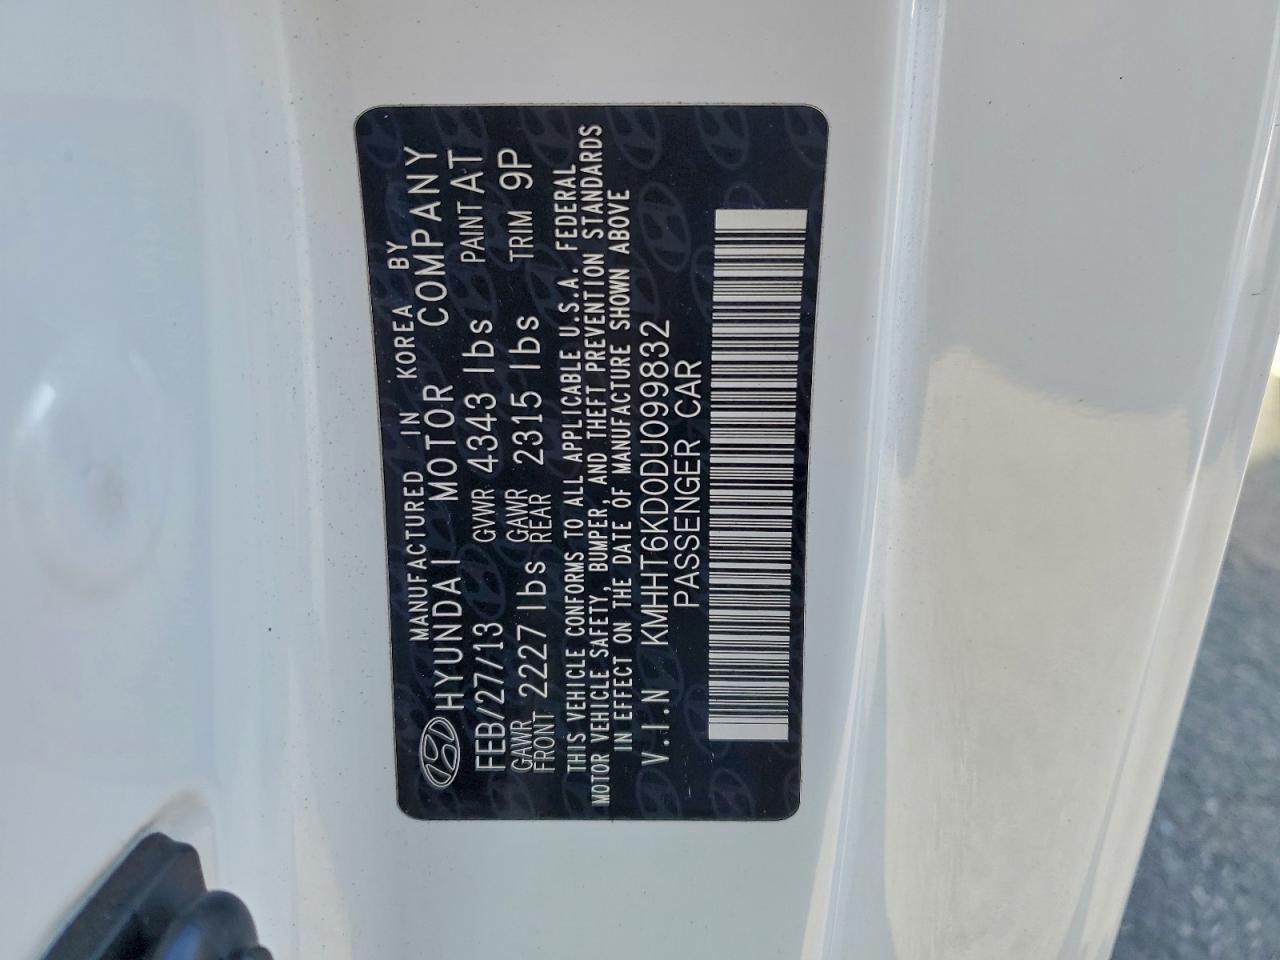 MANUFACTURED IN KOREA BY
HYUNDAI MOTOR COMPANY
FEB/27/13 GVWR 4343 lbs PAINT AT
GAWR FRONT 2227 lbs GAWR REAR 2315 lbs TRIM 9P
THIS VEHICLE CONFORMS TO ALL APPLICABLE U.S.A. FEDERAL
MOTOR VEHICLE SAFETY, BUMPER, AND THEFT PREVENTION STANDARDS
IN EFFECT ON THE DATE OF MANUFACTURE SHOWN ABOVE
V.I.N KMHHT6KD0DU099832
PASSENGER CAR